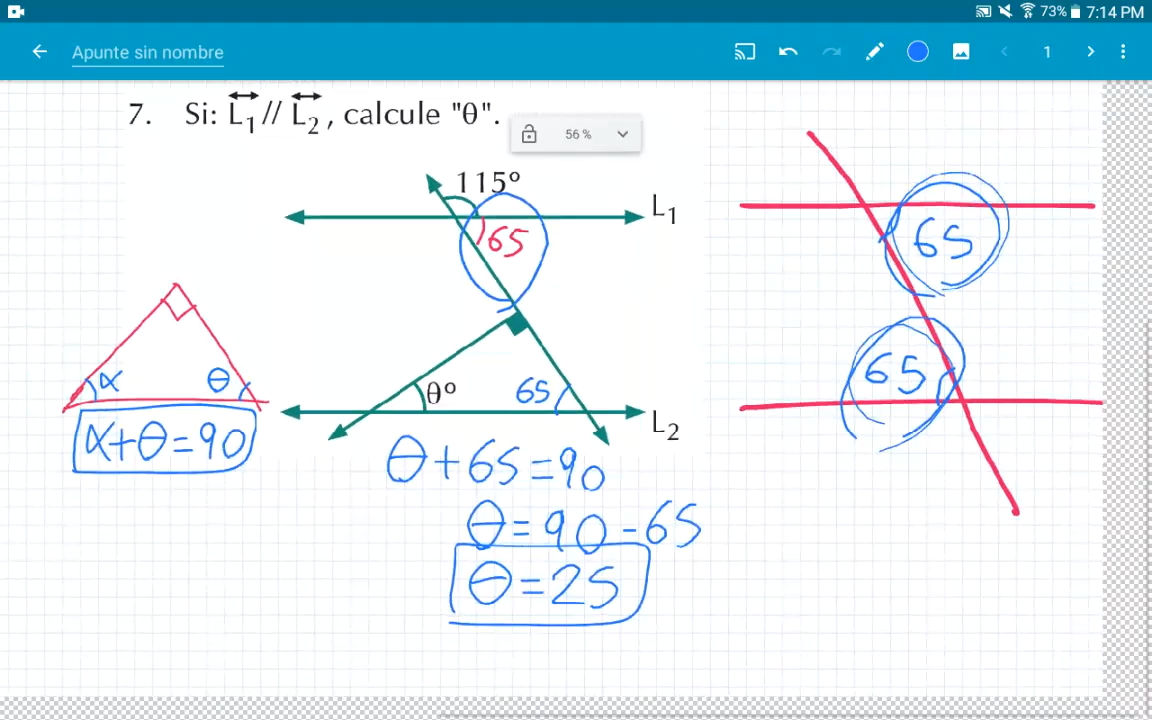 73% 7:14 PM
Apunte sin nombre
1
7. Si: L1 // L2, calcule "θ".
56 %
115°
L1
65
65
α
θ
θ°
65
65
L2
α+θ=90
θ+65=90
θ=90-65
θ=25